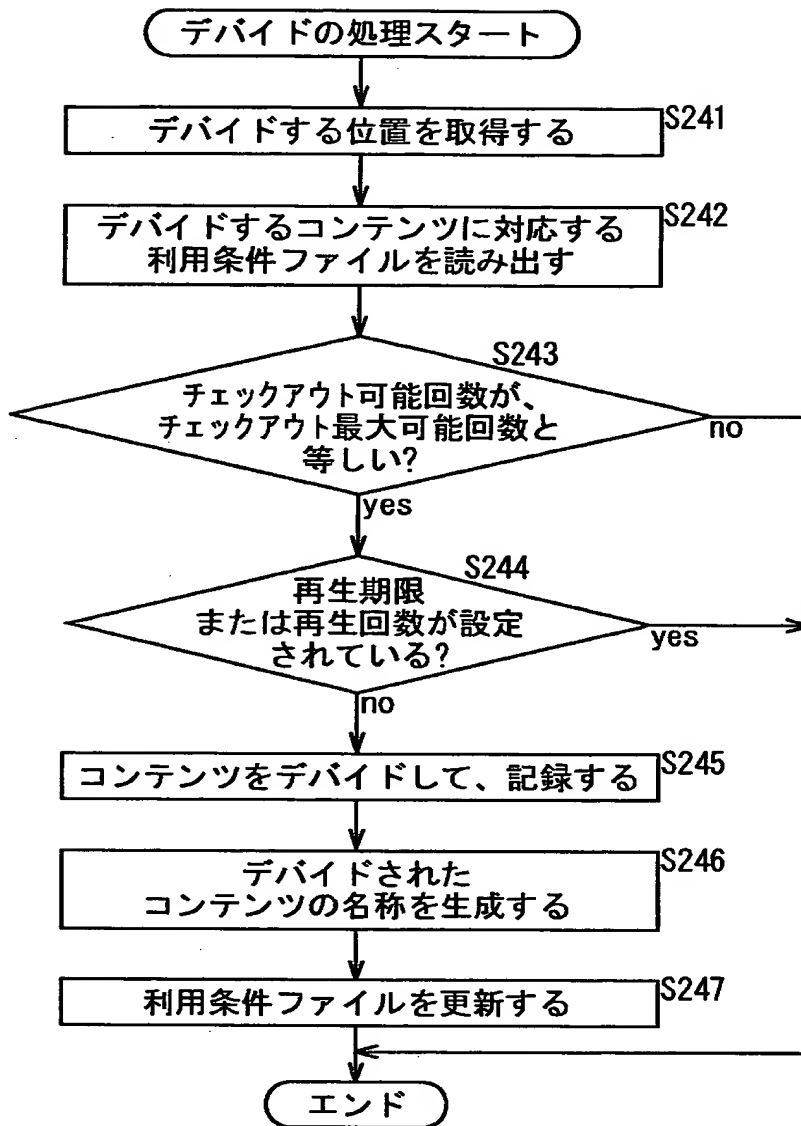 デバイドの処理スタート
S241
デバイドする位置を取得する
S242
デバイドするコンテンツに対応する
利用条件ファイルを読み出す
S243
チェックアウト可能回数が、
チェックアウト最大可能回数と
等しい?
no
yes
S244
再生期限
または再生回数が設定
されている?
yes
no
S245
コンテンツをデバイドして、記録する
S246
デバイドされた
コンテンツの名称を生成する
S247
利用条件ファイルを更新する
エンド